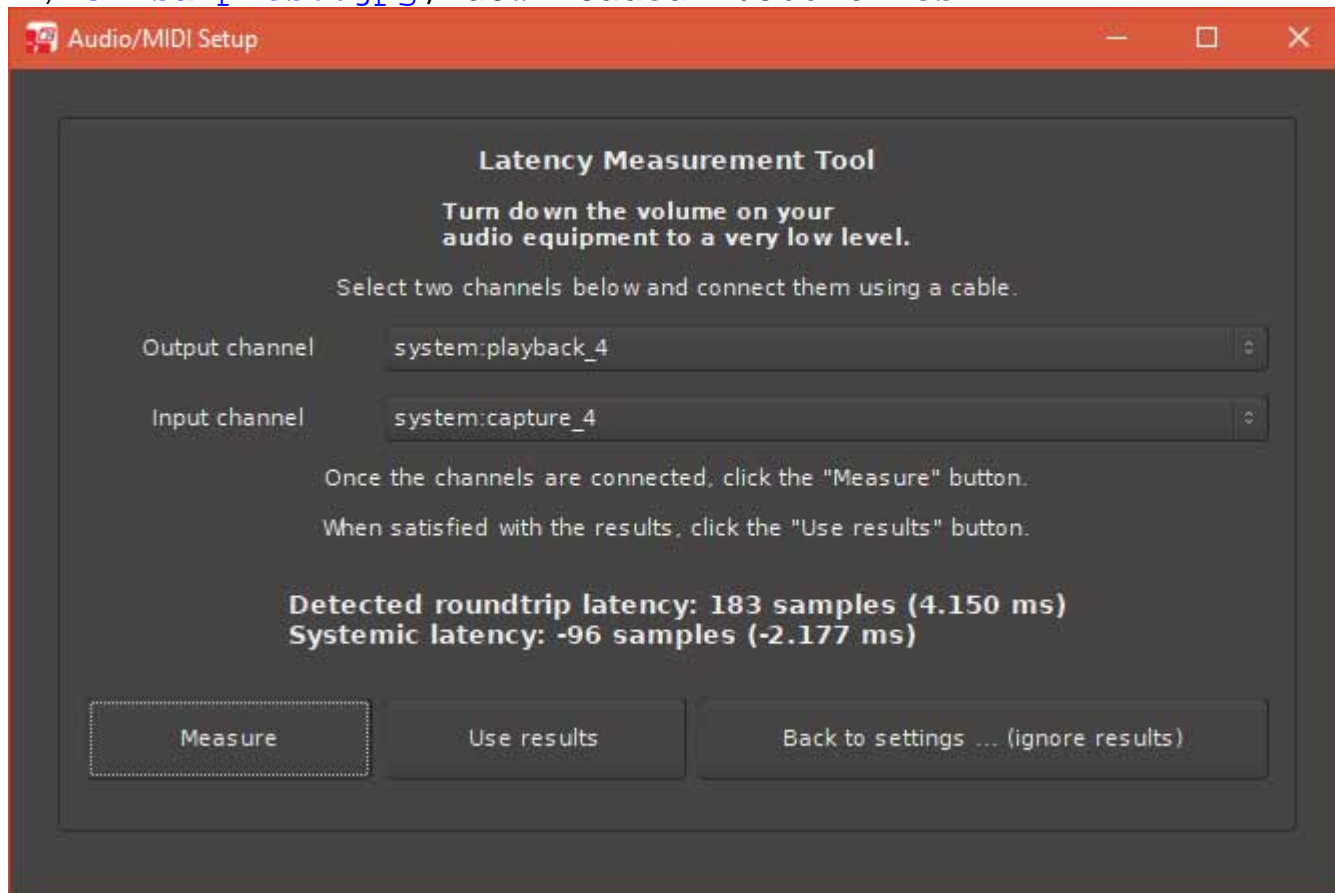 Audio/MIDI Setup
Latency Measurement Tool
Turn down the volume on your
audio equipment to a very low level.
Select two channels below and connect them using a cable.
Output channel system:playback_4
Input channel system:capture_4
Once the channels are connected, click the "Measure" button.
When satisfied with the results, click the "Use results" button.
Detected roundtrip latency: 183 samples (4.150 ms)
Systemic latency: -96 samples (-2.177 ms)
Measure Use results Back to settings ... (ignore results)